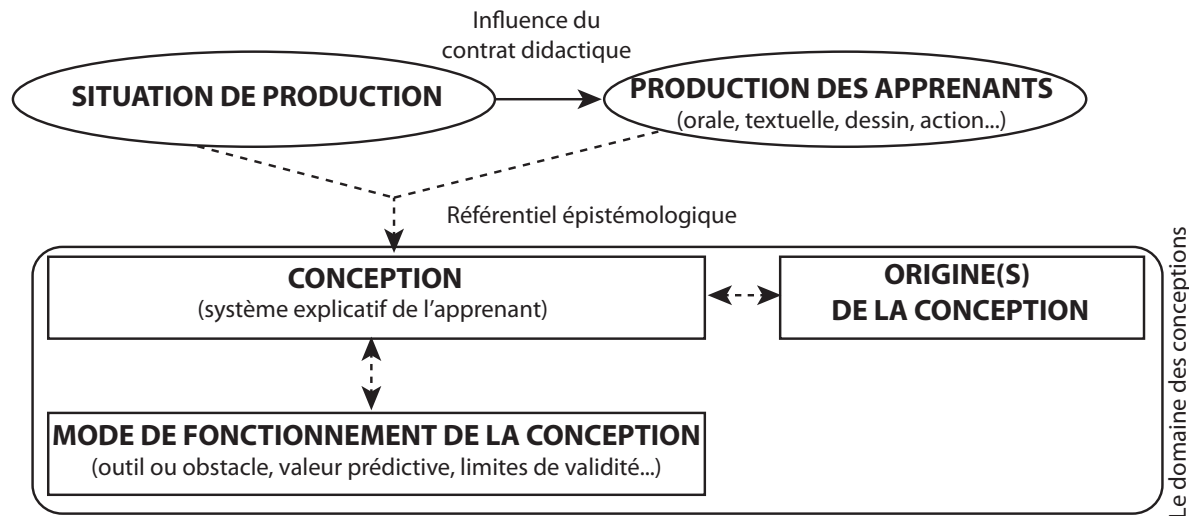 Influence du
contrat didactique
SITUATION DE PRODUCTION
PRODUCTION DES APPRENANTS
(orale, textuelle, dessin, action...)
Référentiel épistémologique
CONCEPTION
(système explicatif de l’apprenant)
ORIGINE(S)
DE LA CONCEPTION
MODE DE FONCTIONNEMENT DE LA CONCEPTION
(outil ou obstacle, valeur prédictive, limites de validité...)
Le domaine des conceptions